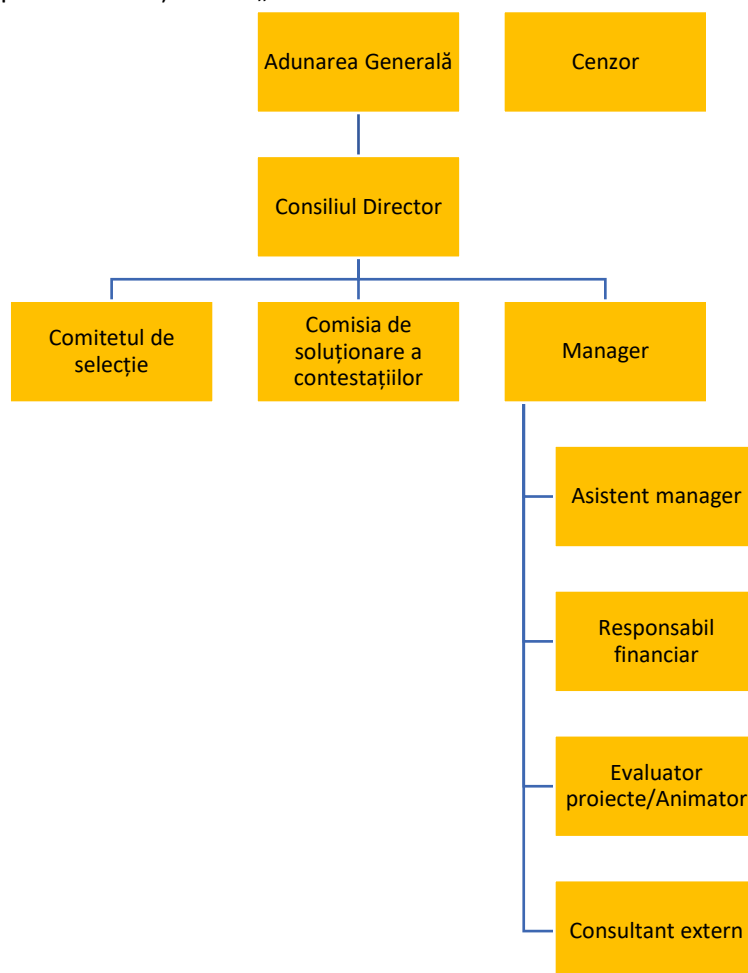 Adunarea Generală
Cenzor
Consiliul Director
Comitetul de
selecție
Comisia de
soluționare a
contestațiilor
Manager
Asistent manager
Responsabil
financiar
Evaluator
proiecte/Animator
Consultant extern